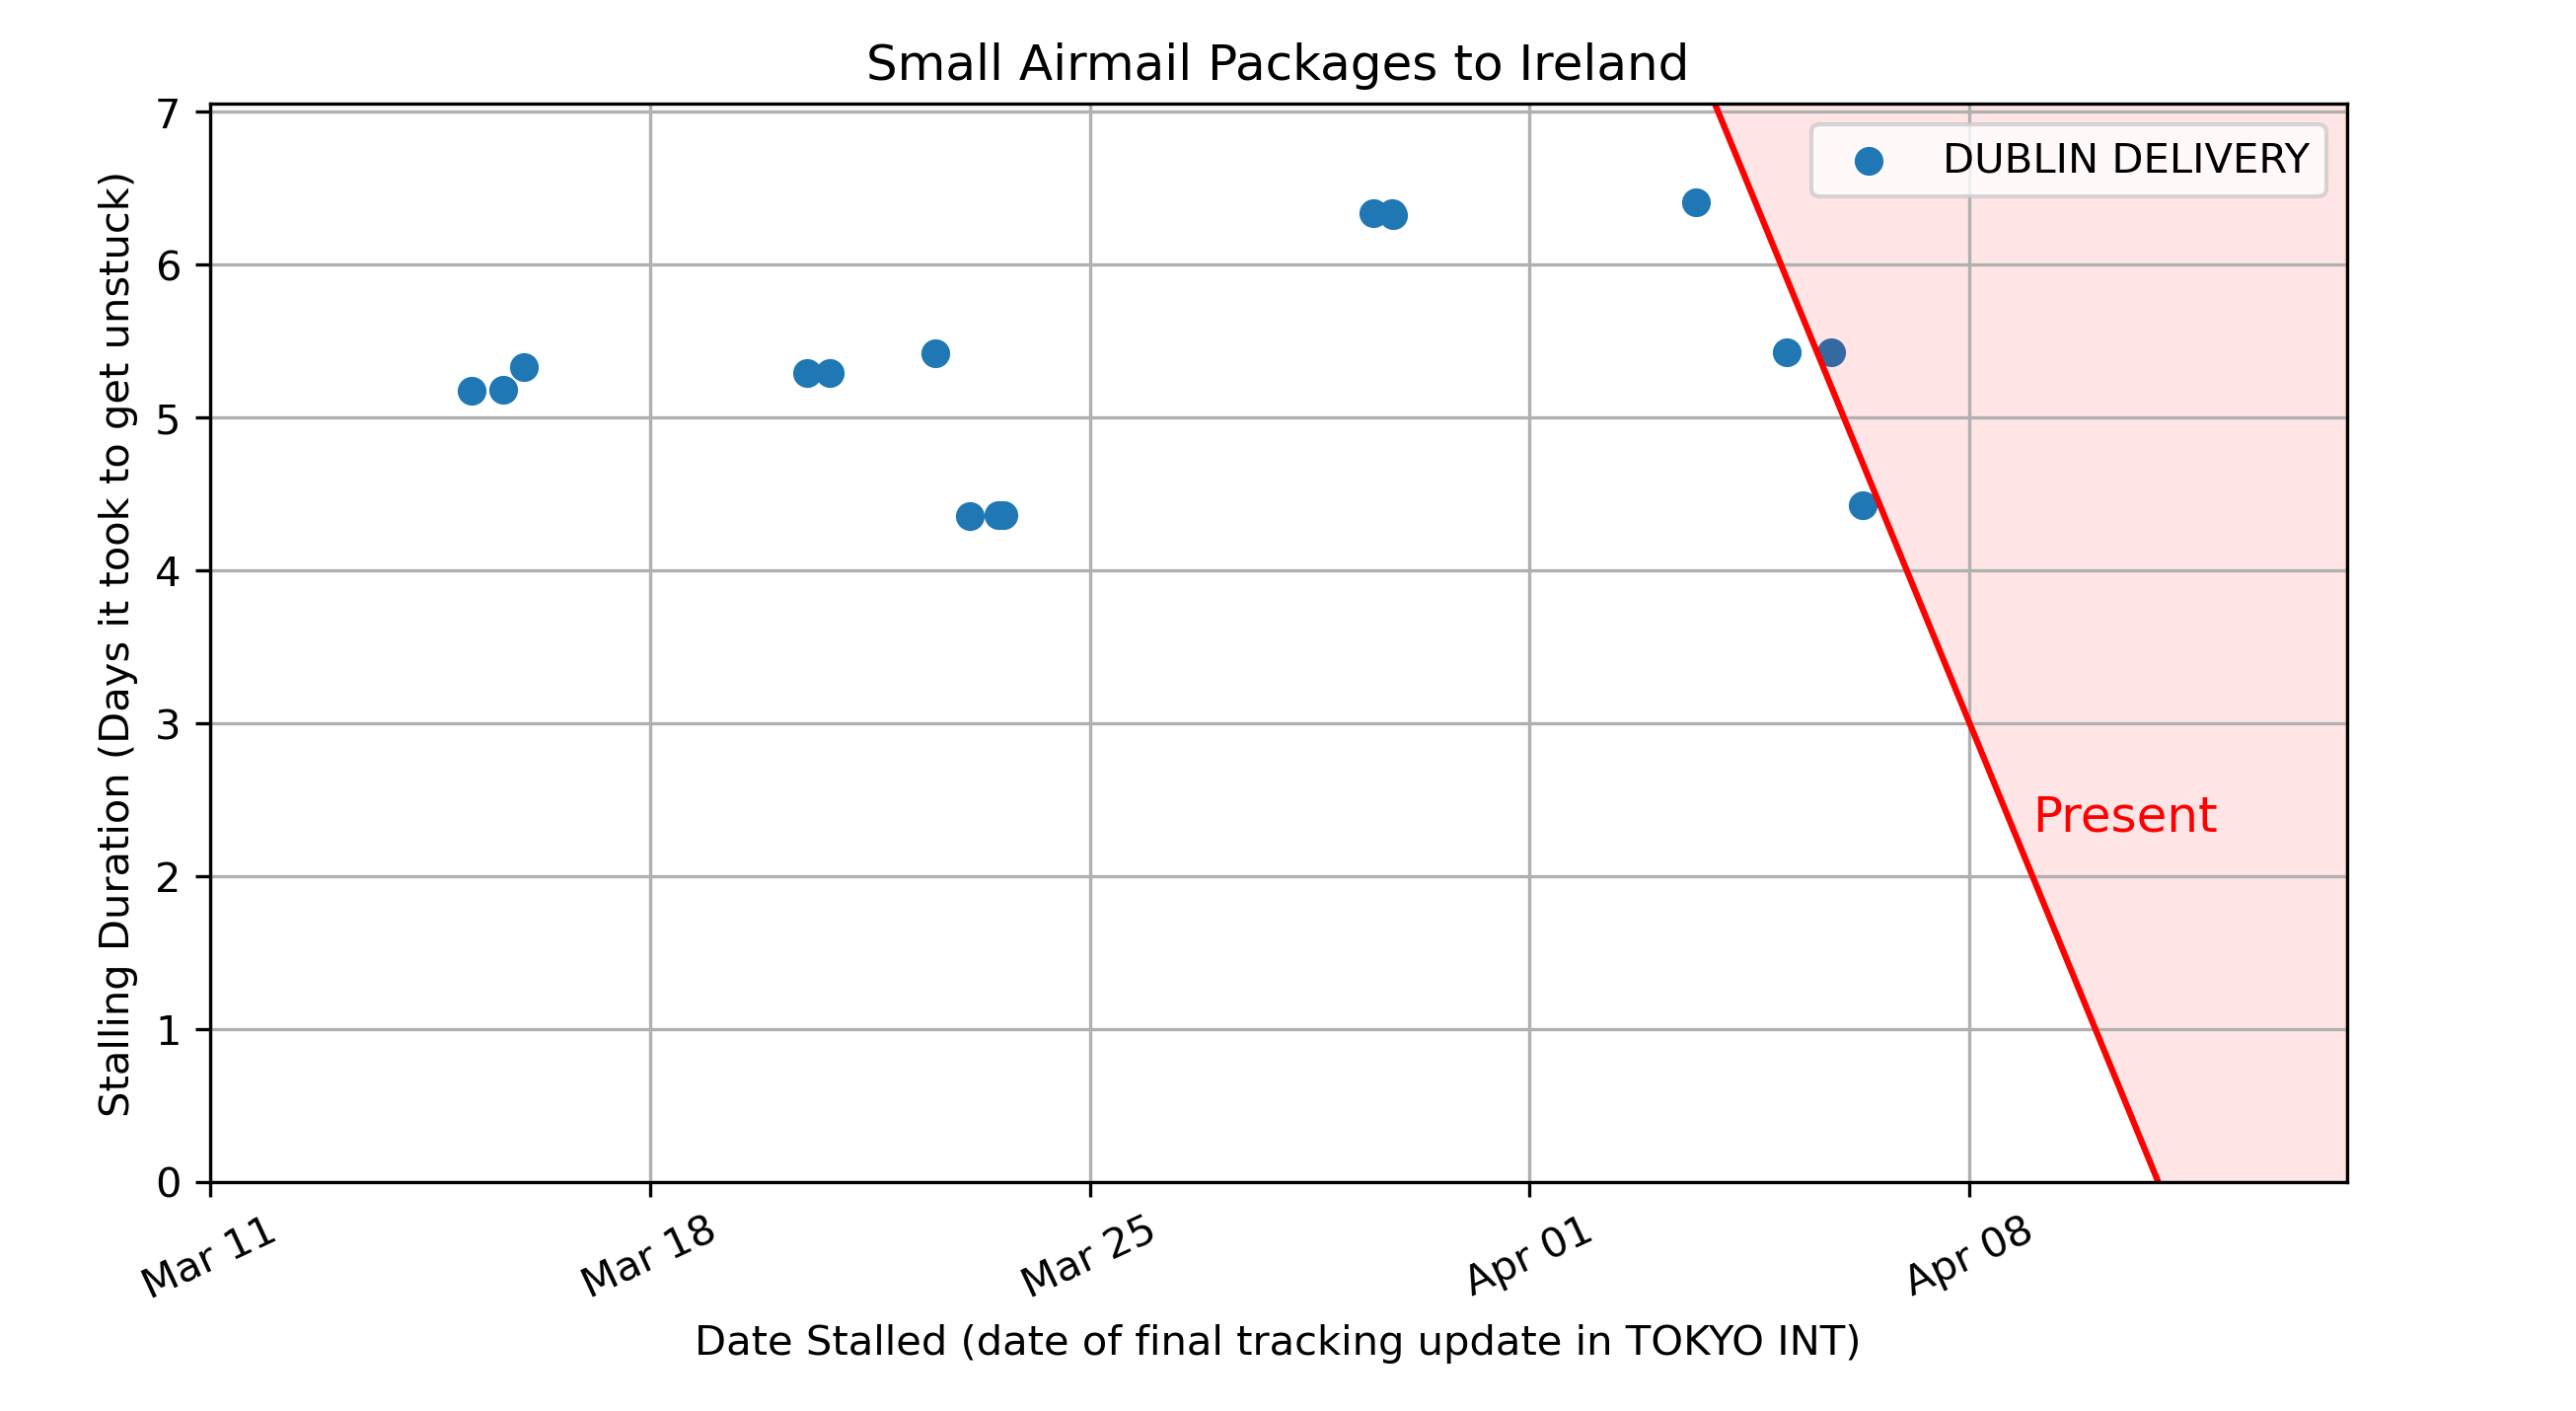 Small Airmail Packages to Ireland
7
6
5
4
3
2
1
0
Stalling Duration (Days it took to get unstuck)
DUBLIN DELIVERY
Present
Mar 11
Mar 18
Mar 25
Apr 01
Apr 08
Date Stalled (date of final tracking update in TOKYO INT)